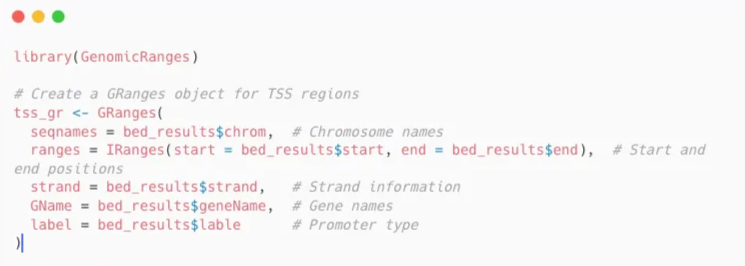 library(GenomicRanges)
# Create a GRanges object for TSS regions
tss_gr <- GRanges(
  seqnames = bed_results$chrom,  # Chromosome names
  ranges = IRanges(start = bed_results$start, end = bed_results$end),  # Start and
end positions
  strand = bed_results$strand,   # Strand information
  GName = bed_results$geneName,  # Gene names
  label = bed_results$lable      # Promoter type
)